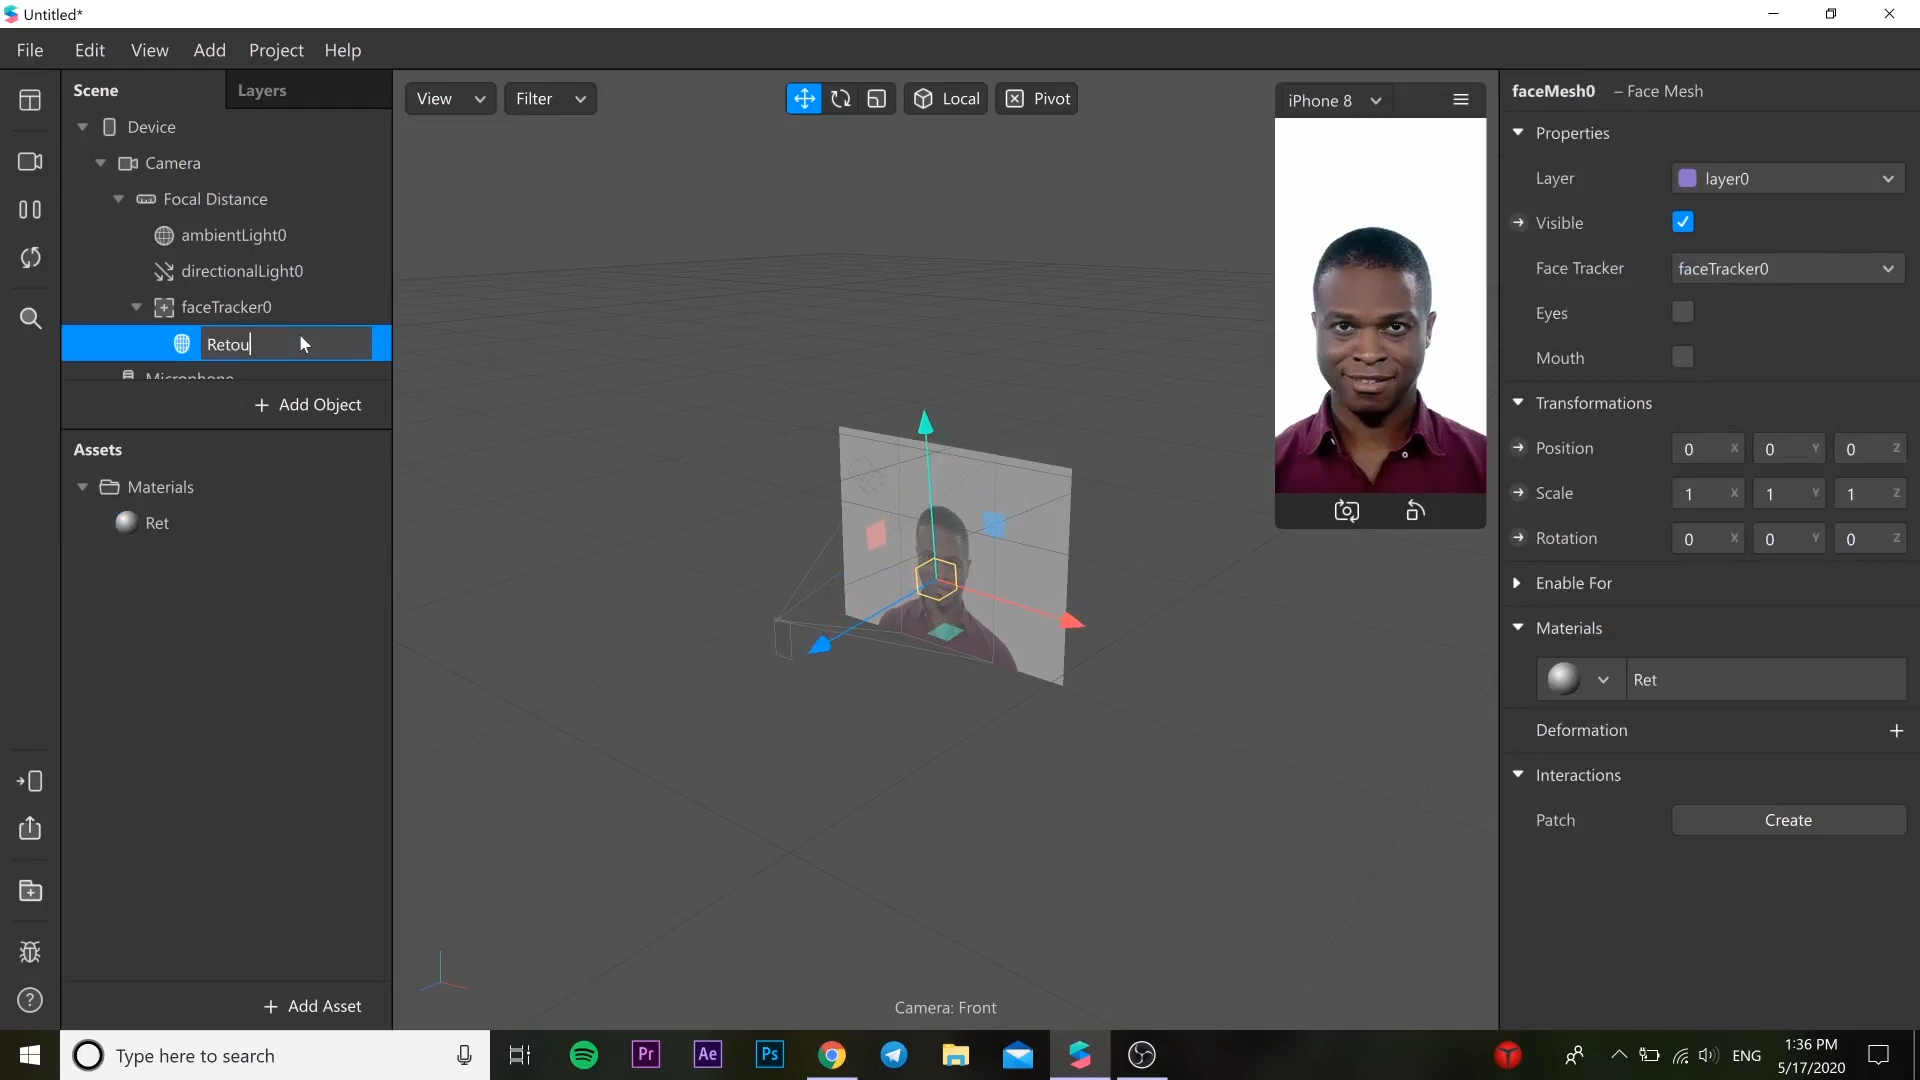 Untitled*
File Edit View Add Project Help
Scene Layers
Device
Camera
Focal Distance
ambientLight0
directionalLight0
faceTracker0
Retou
Microphone
+ Add Object
Assets
Materials
Ret
+ Add Asset
View Filter
Local Pivot
iPhone 8
Camera: Front
faceMesh0 – Face Mesh
Properties
Layer layer0
Visible
Face Tracker faceTracker0
Eyes
Mouth
Transformations
Position 0 X 0 Y 0 Z
Scale 1 X 1 Y 1 Z
Rotation 0 X 0 Y 0 Z
Enable For
Materials
Ret
Deformation +
Interactions
Patch Create
Type here to search
Pr Ae Ps
ENG
1:36 PM
5/17/2020